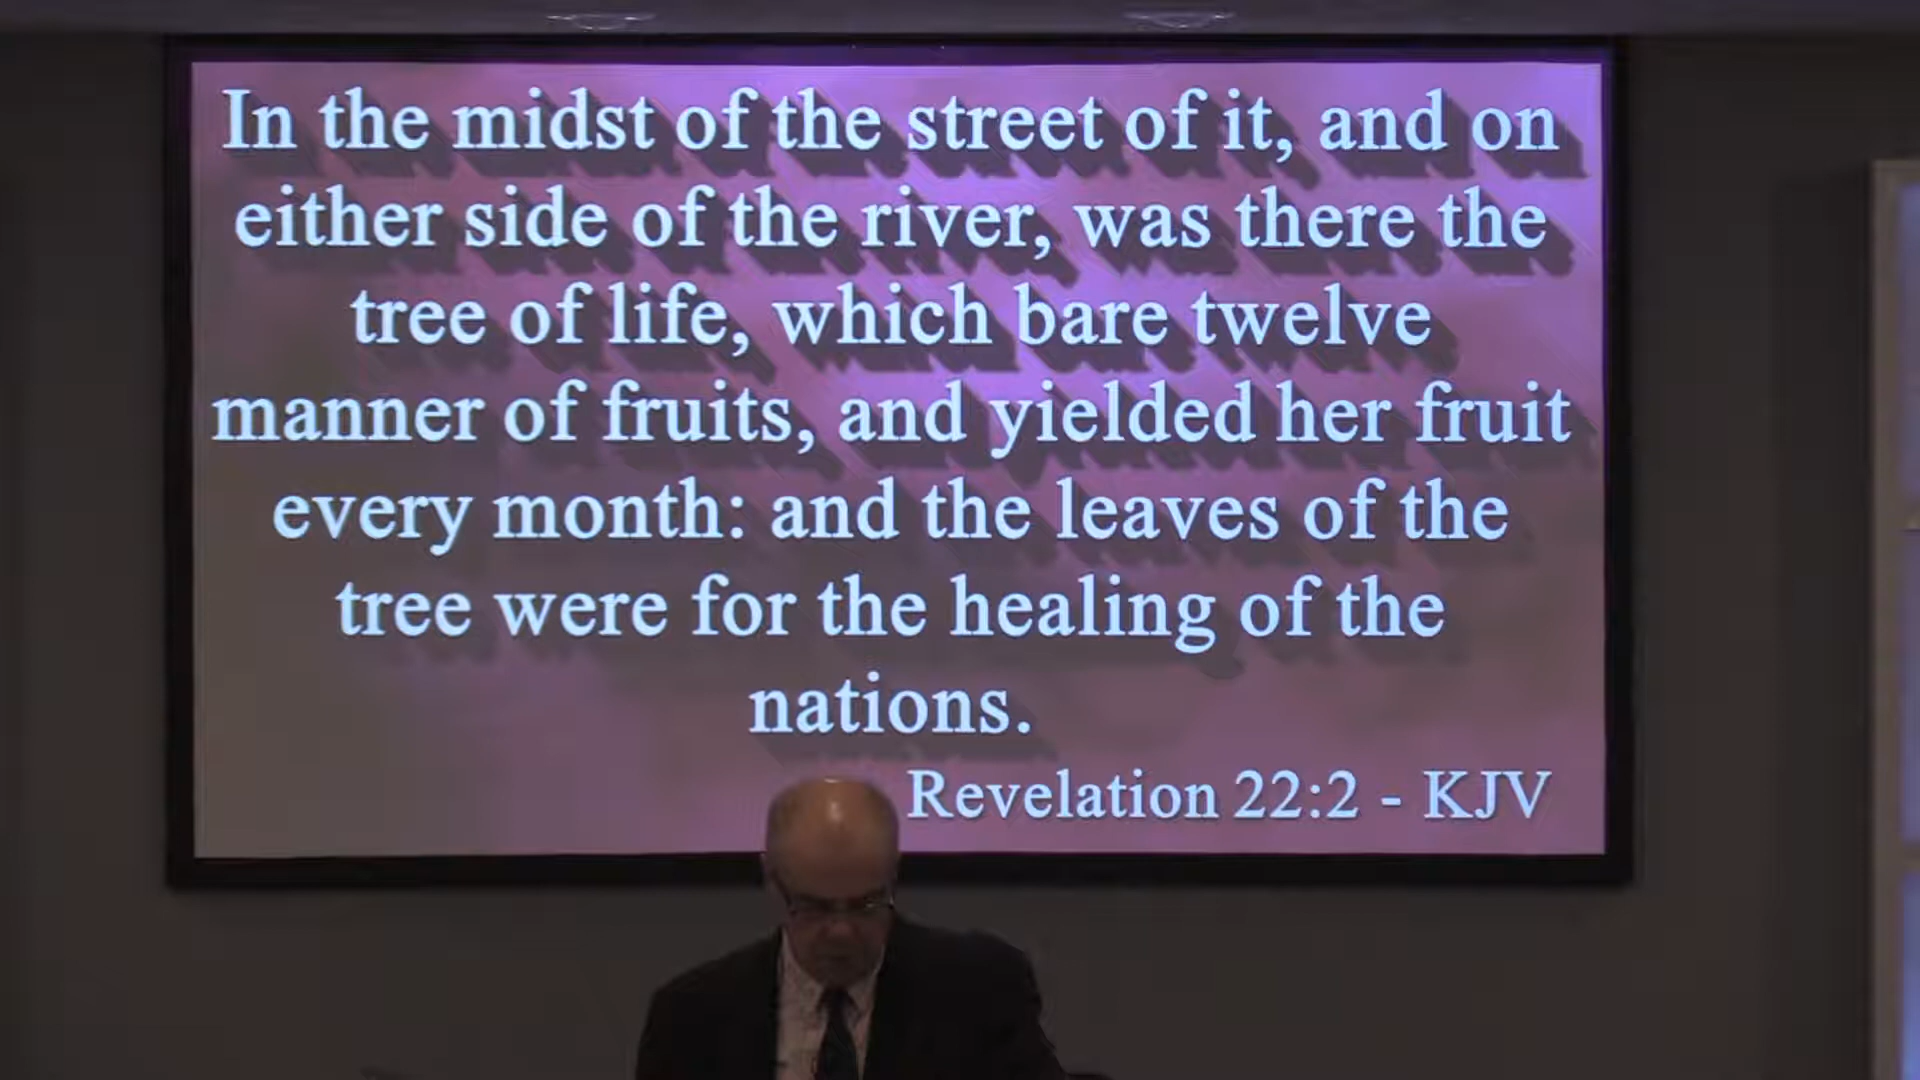 In the midst of the street of it, and on
either side of the river, was there the
tree of life, which bare twelve
manner of fruits, and yielded her fruit
every month: and the leaves of the
tree were for the healing of the
nations.
Revelation 22:2 - KJV